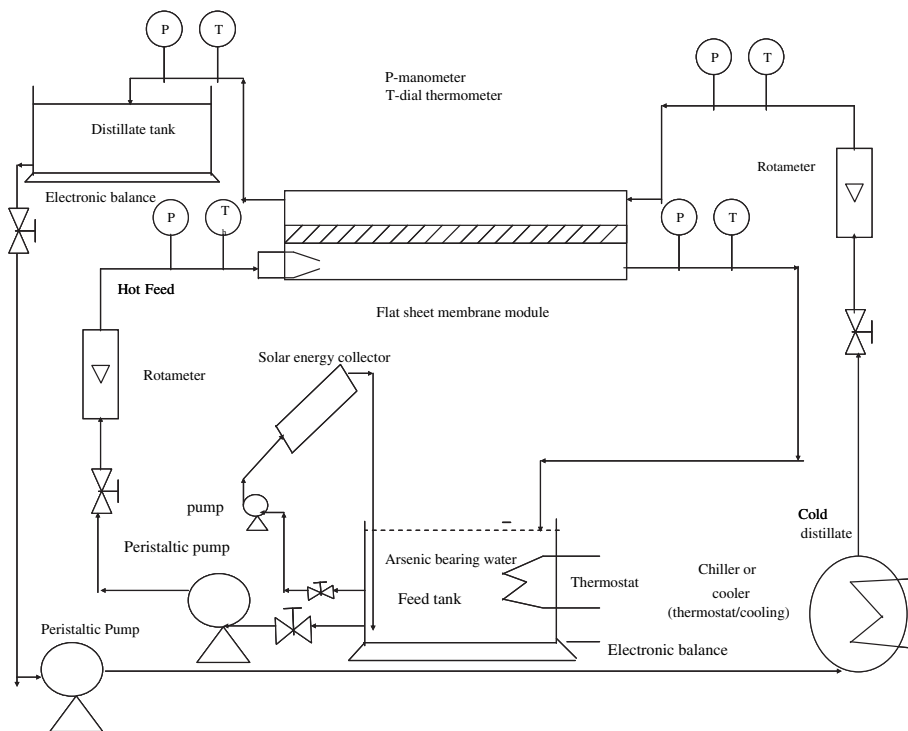 P
T
P
T
P-manometer
T-dial thermometer
Distillate tank
Rotameter
Electronic balance
P
T
h
P
T
Hot Feed
Flat sheet membrane module
Solar energy collector
Rotameter
pump
Cold
distillate
Peristaltic pump
Arsenic bearing water
Feed tank
Thermostat
Chiller or
cooler
(thermostat/cooling)
Peristaltic Pump
Electronic balance